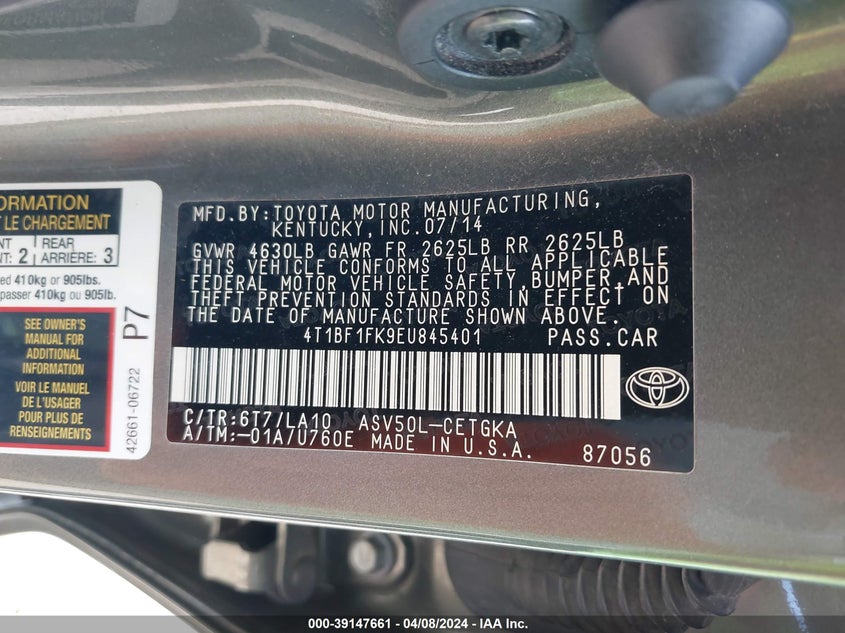 ORMATION
LE CHARGEMENT
NT 2 REAR ARRIÈRE: 3
ed 410kg or 905lbs.
passer 410kg ou 905lb.
SEE OWNER'S
MANUAL FOR
ADDITIONAL
INFORMATION
VOIR LE MANUEL
DE L'USAGER
POUR PLUS DE
RENSEIGNEMENTS
P7
42661-06722
MFD.BY:TOYOTA MOTOR MANUFACTURING,
KENTUCKY,INC.07/14
GVWR 4630LB GAWR FR 2625LB RR 2625LB
THIS VEHICLE CONFORMS TO ALL APPLICABLE
FEDERAL MOTOR VEHICLE SAFETY,BUMPER,AND
THEFT PREVENTION STANDARDS IN EFFECT ON
THE DATE OF MANUFACTURE SHOWN ABOVE.
4T1BF1FK9EU845401 PASS.CAR
C/TR:6T7/LA10 ASV50L-CETGKA
A/TM:-01A/U760E MADE IN U.S.A. 87056
000-39147661 - 04/08/2024 - IAA Inc.